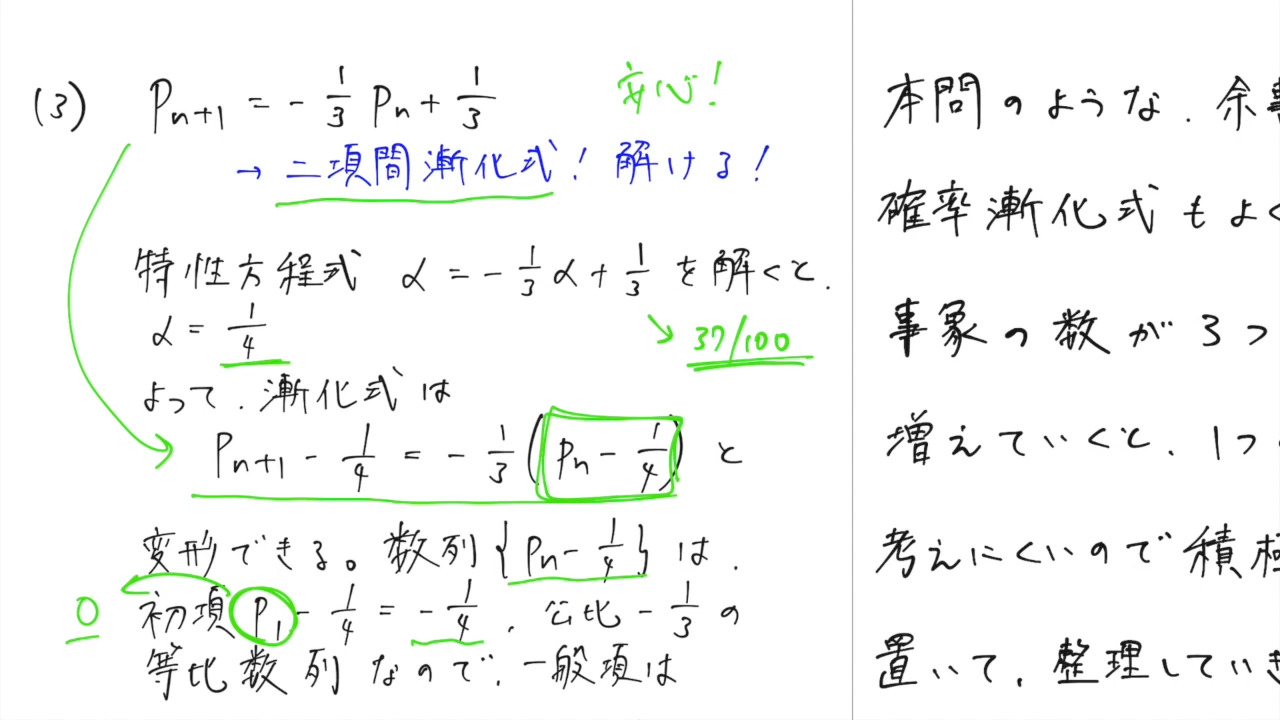 (3) Pn+1 = - 1/3 Pn + 1/3
安心!
→ 二項間漸化式! 解ける!
特性方程式 α = - 1/3 α + 1/3 を解くと.
α = 1/4
37/100
よって. 漸化式は
Pn+1 - 1/4 = - 1/3 (Pn - 1/4) と
変形できる。数列{Pn - 1/4}は.
0
初項 P1 - 1/4 = - 1/4. 公比 - 1/3 の
等比数列なので. 一般項は
本問のような. 余事
確率漸化式もよく
事象の数が3つ
増えていくと. 1つ
考えにくいので積極
置いて. 整理していき